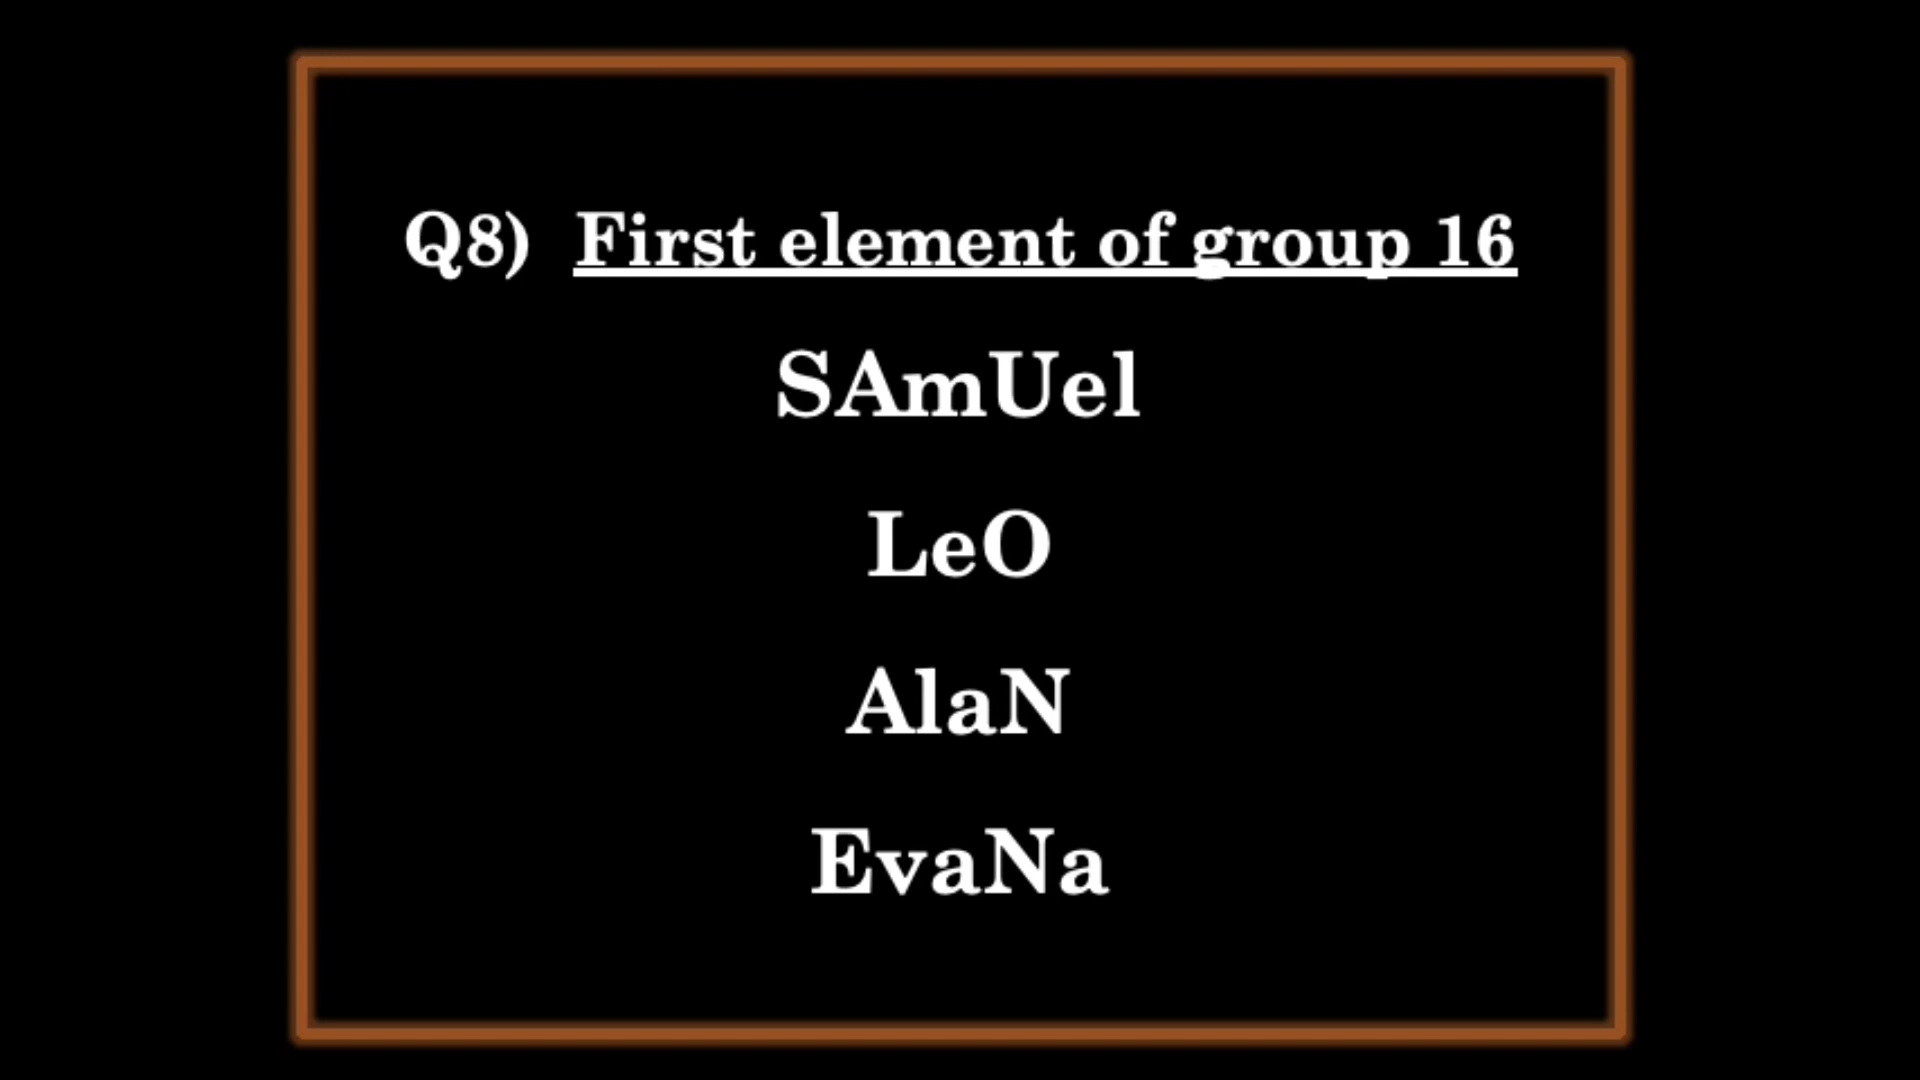 Q8) First element of group 16
SAmUel
LeO
AlaN
EvaNa